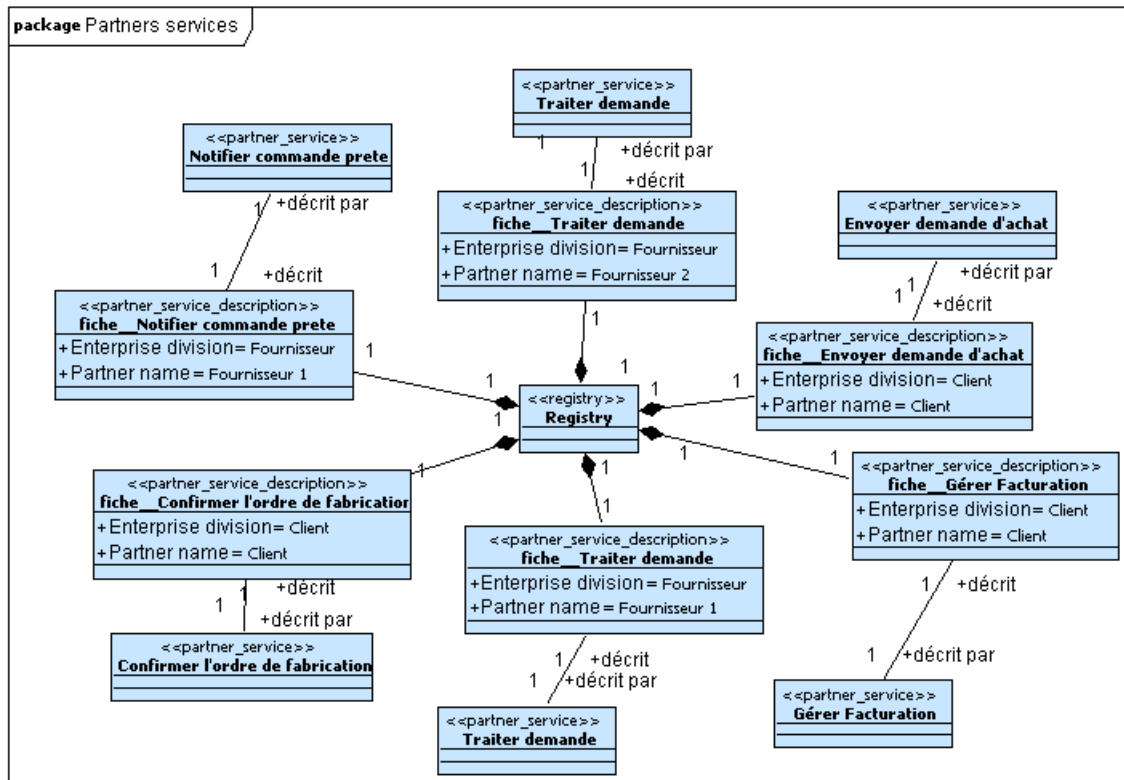 package Partners services
<<partner_service>>
Traiter demande
1
+décrit par
1
+décrit
<<partner_service_description>>
fiche__Traiter demande
+Enterprise division= Fournisseur
+Partner name = Fournisseur 2
1
<<partner_service>>
Notifier commande prete
1
+décrit par
1
+décrit
<<partner_service_description>>
fiche__Notifier commande prete
+Enterprise division= Fournisseur
+Partner name = Fournisseur 1
1
1
<<partner_service>>
Envoyer demande d'achat
+décrit par
1
1
+décrit
<<partner_service_description>>
fiche__Envoyer demande d'achat
+Enterprise division= Client
+Partner name = Client
1
1
1
<<registry>>
Registry
1
1
1
1
1
1
<<partner_service_description>>
fiche__Confirmer l'ordre de fabrication
+Enterprise division= Client
+Partner name = Client
+décrit
1
1
+décrit par
<<partner_service>>
Confirmer l'ordre de fabrication
<<partner_service_description>>
fiche__Traiter demande
+Enterprise division = Fournisseur
+Partner name = Fournisseur 1
1
+décrit
1
+décrit par
<<partner_service>>
Traiter demande
<<partner_service_description>>
fiche__Gérer Facturation
+Enterprise division= Client
+Partner name = Client
1
+décrit
1
+décrit par
<<partner_service>>
Gérer Facturation